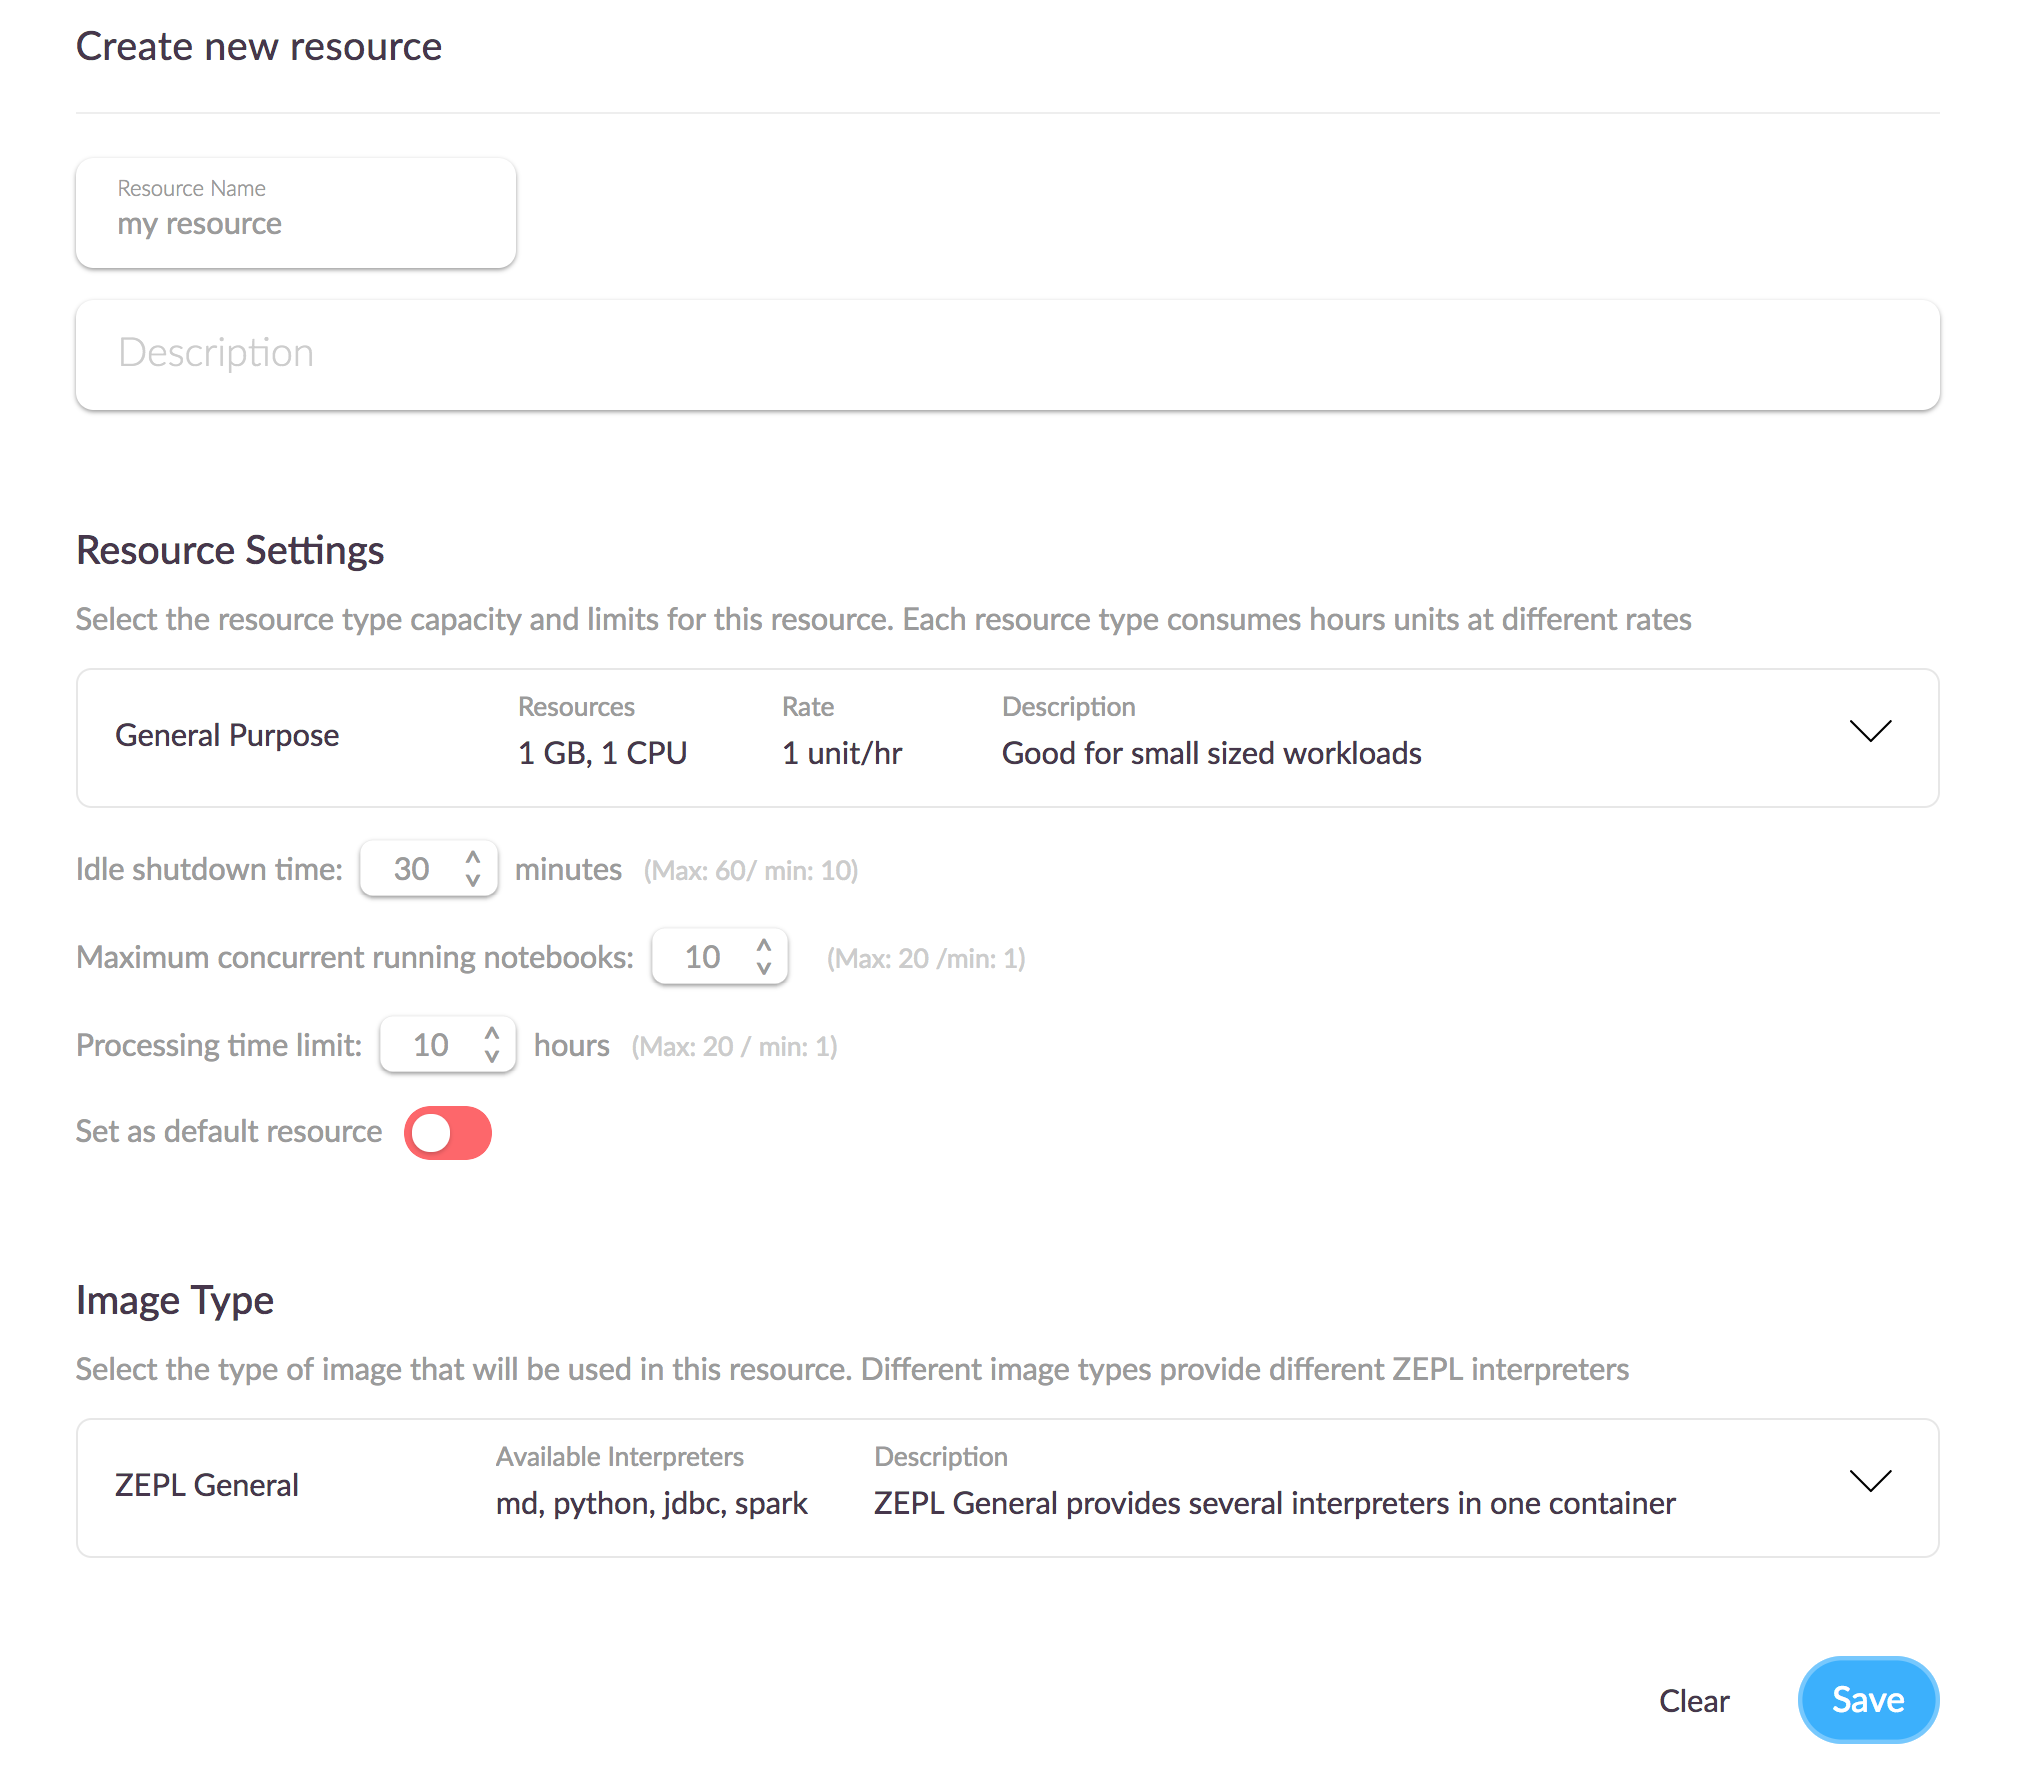 Create new resource
Resource Name
my resource
Description
Resource Settings
Select the resource type capacity and limits for this resource. Each resource type consumes hours units at different rates
General Purpose
Resources
1 GB, 1 CPU
Rate
1 unit/hr
Description
Good for small sized workloads
Idle shutdown time: 30 minutes (Max: 60/ min: 10)
Maximum concurrent running notebooks: 10 (Max: 20 /min: 1)
Processing time limit: 10 hours (Max: 20 / min: 1)
Set as default resource
Image Type
Select the type of image that will be used in this resource. Different image types provide different ZEPL interpreters
ZEPL General
Available Interpreters
md, python, jdbc, spark
Description
ZEPL General provides several interpreters in one container
Clear Save